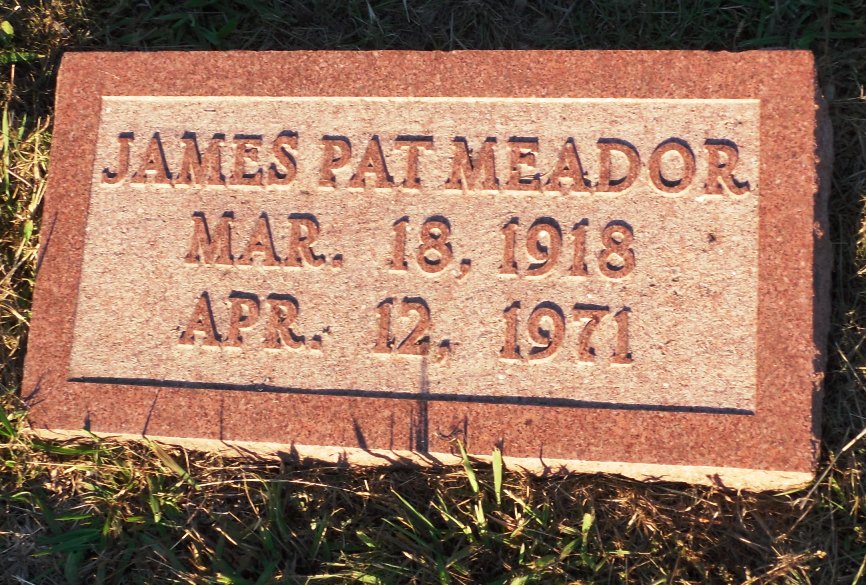 JAMES PAT MEADOR
MAR. 18, 1918
APR. 12, 1971